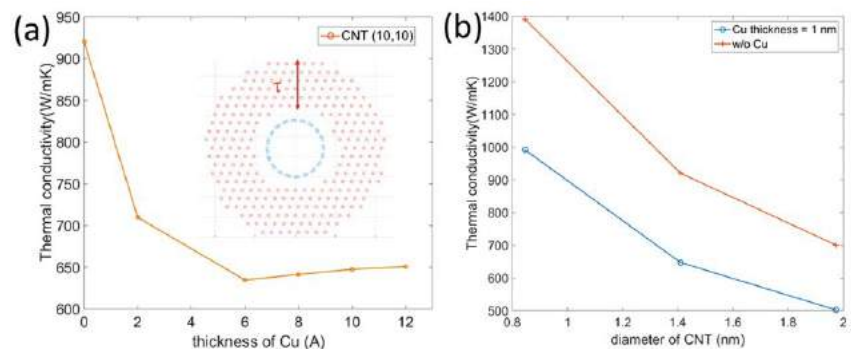 (a)
CNT (10,10)
Thermal conductivity(W/mK)
950
900
850
800
750
700
650
600
0 2 4 6 8 10 12
thickness of Cu (A)
(b)
Cu thickness = 1 nm
w/o Cu
Thermal conductivity(W/mK)
1400
1300
1200
1100
1000
900
800
700
600
500
0.8 1 1.2 1.4 1.6 1.8 2
diameter of CNT (nm)